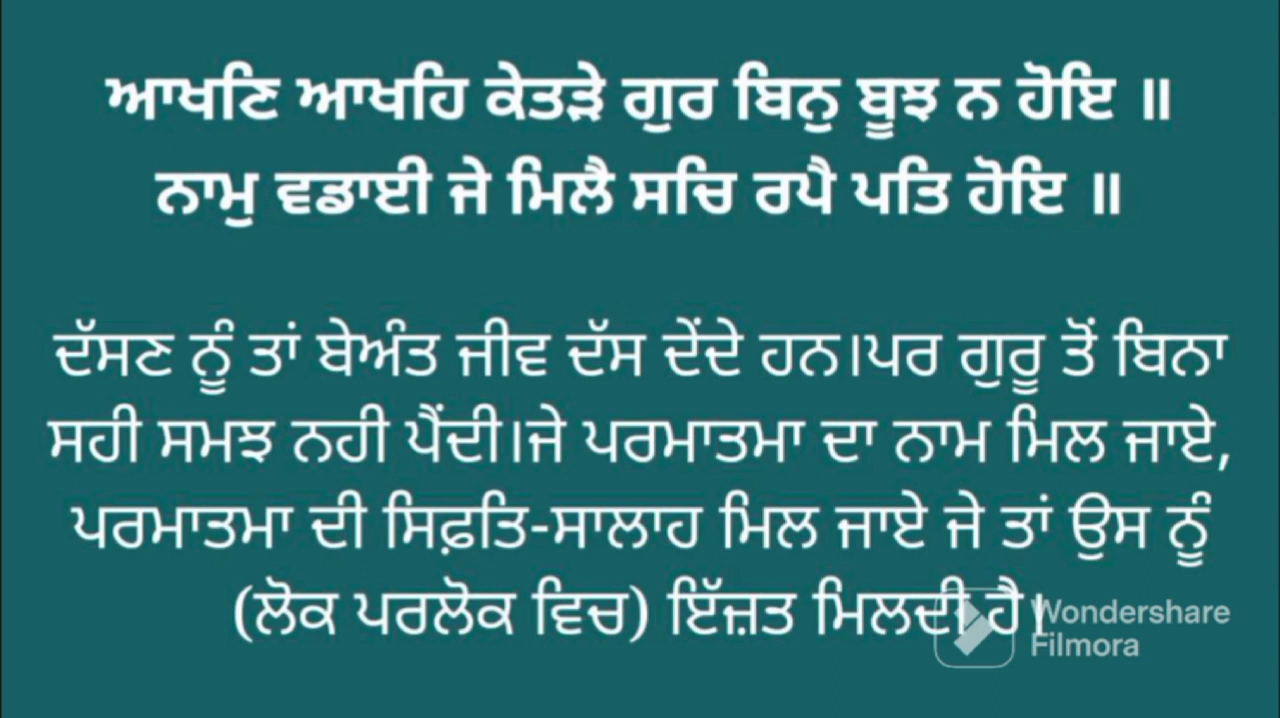 ਆਖਣਿ ਆਖਹਿ ਕੇਤੜੇ ਗੁਰ ਬਿਨੁ ਬੂਝ ਨ ਹੋਇ ॥
ਨਾਮੁ ਵਡਾਈ ਜੇ ਮਿਲੈ ਸਚਿ ਰਪੈ ਪਤਿ ਹੋਇ ॥
ਦੱਸਣ ਨੂੰ ਤਾਂ ਬੇਅੰਤ ਜੀਵ ਦੱਸ ਦੇਂਦੇ ਹਨ।ਪਰ ਗੁਰੂ ਤੋਂ ਬਿਨਾ
ਸਹੀ ਸਮਝ ਨਹੀ ਪੈਂਦੀ।ਜੇ ਪਰਮਾਤਮਾ ਦਾ ਨਾਮ ਮਿਲ ਜਾਏ,
ਪਰਮਾਤਮਾ ਦੀ ਸਿਫ਼ਤਿ-ਸਾਲਾਹ ਮਿਲ ਜਾਏ ਜੇ ਤਾਂ ਉਸ ਨੂੰ
(ਲੋਕ ਪਰਲੋਕ ਵਿਚ) ਇੱਜ਼ਤ ਮਿਲਦੀ ਹੈ।
Wondershare
Filmora